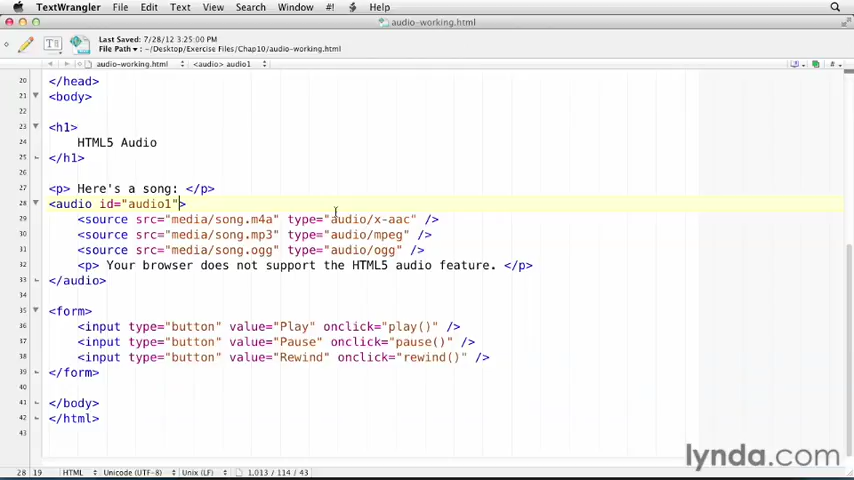 TextWrangler File Edit Text View Search Window #! Help
audio-working.html
Last Saved: 7/28/12 3:25:00 PM
File Path ▾: ~/Desktop/Exercise Files/Chap10/audio-working.html
audio-working.html <audio> audio1
20 </head>
21 <body>
22
23 <h1>
24 HTML5 Audio
25 </h1>
26
27 <p> Here's a song: </p>
28 <audio id="audio1">
29 <source src="media/song.m4a" type="audio/x-aac" />
30 <source src="media/song.mp3" type="audio/mpeg" />
31 <source src="media/song.ogg" type="audio/ogg" />
32 <p> Your browser does not support the HTML5 audio feature. </p>
33 </audio>
34
35 <form>
36 <input type="button" value="Play" onclick="play()" />
37 <input type="button" value="Pause" onclick="pause()" />
38 <input type="button" value="Rewind" onclick="rewind()" />
39 </form>
40
41 </body>
42 </html>
43
lynda.com
28 19 HTML Unicode (UTF-8) Unix (LF) 1,013 / 114 / 43